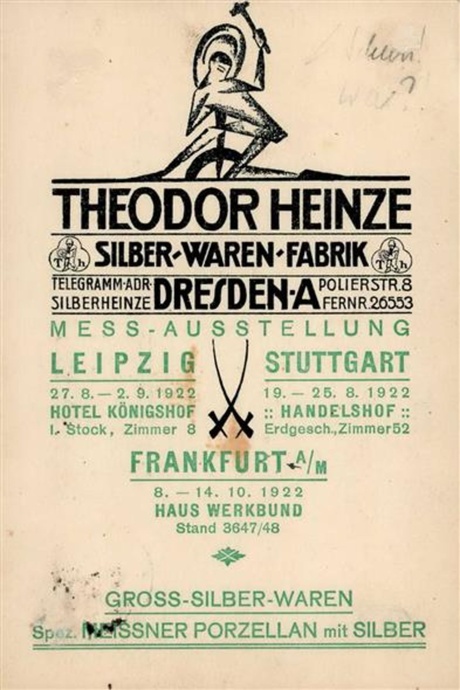 THEODOR HEINZE
Th SILBER-WAREN-FABRIK Th
TELEGRAMM-ADR. SILBERHEINZE
DRESDEN-A
POLIERSTR. 8
FERNR. 26553
MESS-AUSSTELLUNG
LEIPZIG
27. 8. — 2. 9. 1922
HOTEL KÖNIGSHOF
I. Stock, Zimmer 8
STUTTGART
19. — 25. 8. 1922
:: HANDELSHOF ::
Erdgesch., Zimmer 52
FRANKFURT A/M
8. — 14. 10. 1922
HAUS WERKBUND
Stand 3647/48
GROSS-SILBER-WAREN
Spez. MEISSNER PORZELLAN mit SILBER